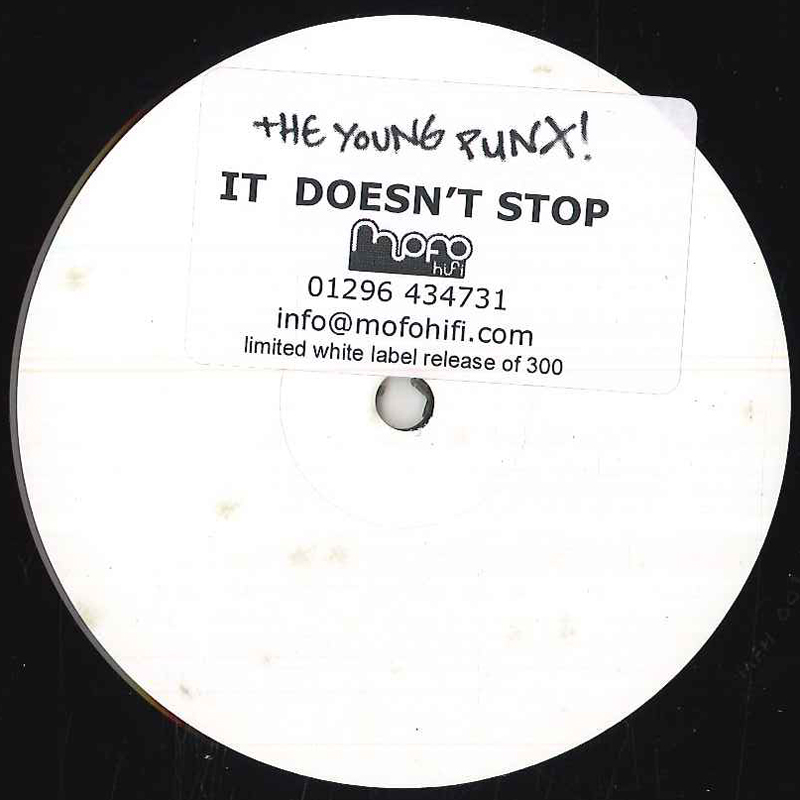 tHE YOUNG PUNX!
IT DOESN'T STOP
mofo
hifi
01296 434731
info@mofohifi.com
limited white label release of 300